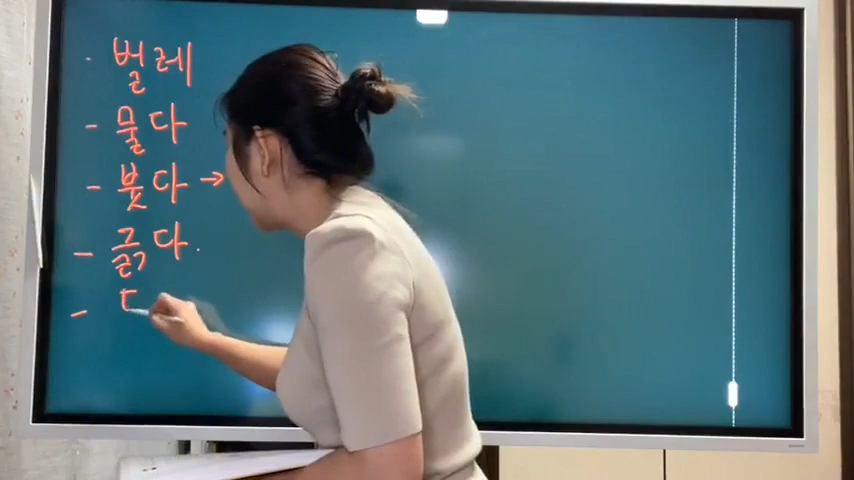 · 벌레
- 물다
- 붓다 →
- 긁다.
- ㄷ